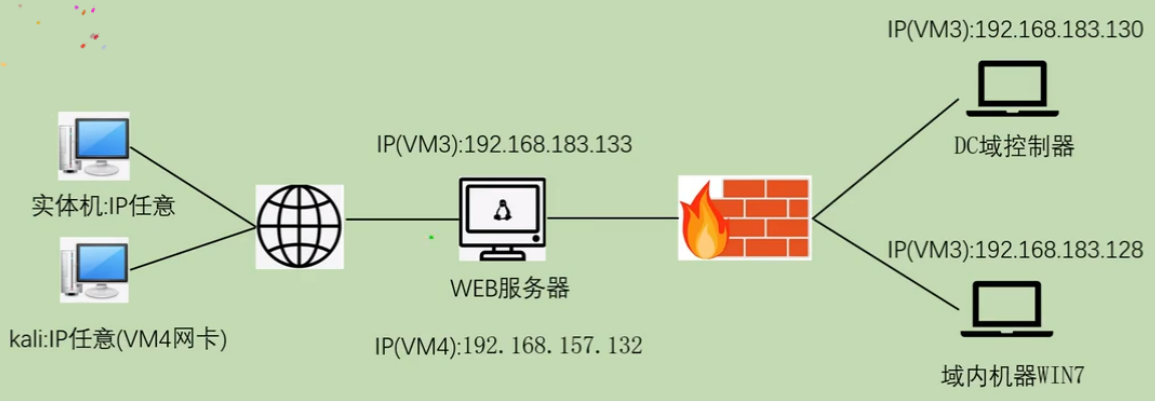 IP(VM3):192.168.183.130
DC域控制器
IP(VM3):192.168.183.133
实体机:IP任意
WEB服务器
IP(VM3):192.168.183.128
kali:IP任意(VM4网卡)
IP(VM4):192.168.157.132
域内机器WIN7